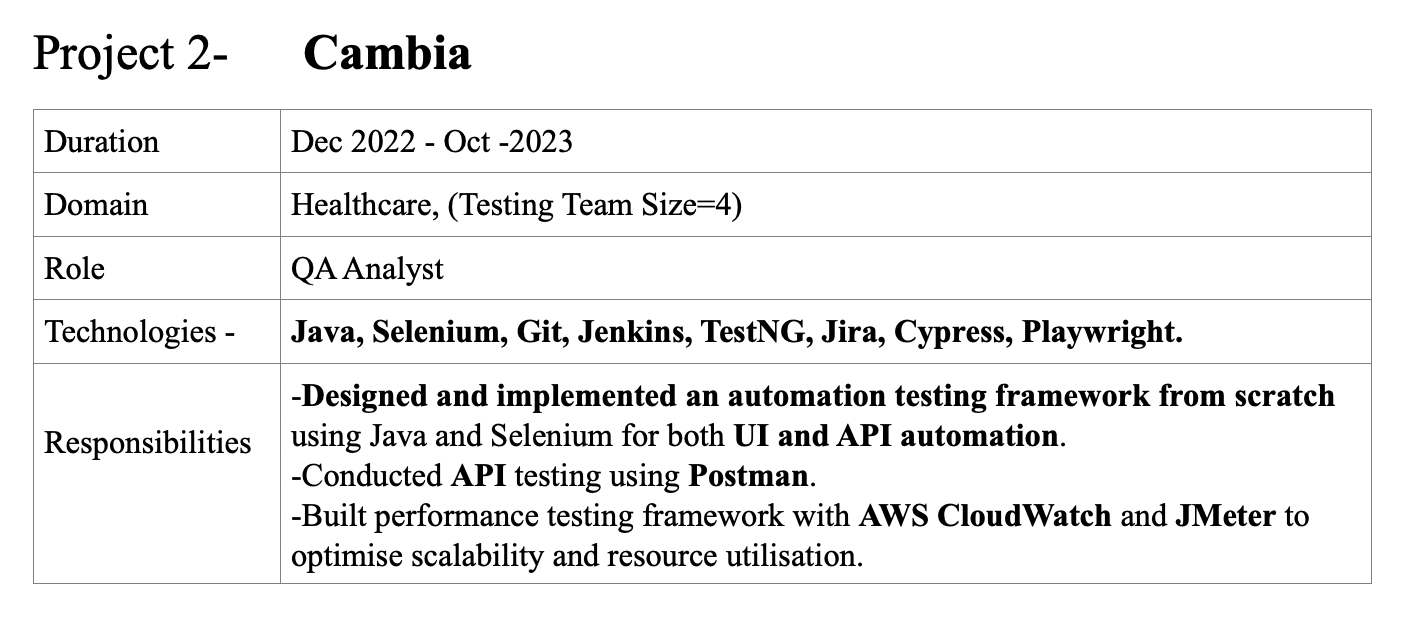 Project 2- Cambia
Duration
Dec 2022 - Oct -2023
Domain
Healthcare, (Testing Team Size=4)
Role
QA Analyst
Technologies -
Java, Selenium, Git, Jenkins, TestNG, Jira, Cypress, Playwright.
Responsibilities
-Designed and implemented an automation testing framework from scratch
using Java and Selenium for both UI and API automation.
-Conducted API testing using Postman.
-Built performance testing framework with AWS CloudWatch and JMeter to
optimise scalability and resource utilisation.